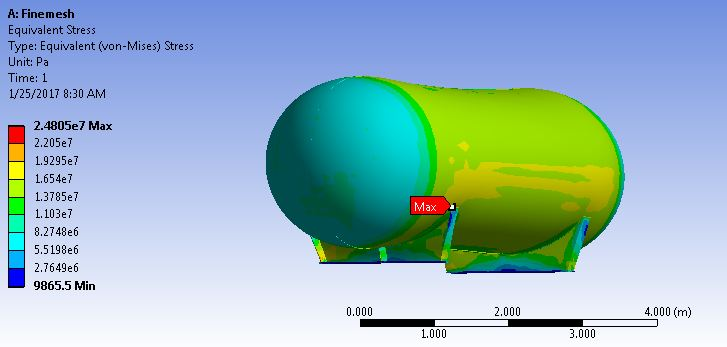 A: Finemesh
Equivalent Stress
Type: Equivalent (von-Mises) Stress
Unit: Pa
Time: 1
1/25/2017 8:30 AM
2.4805e7 Max
2.205e7
1.9295e7
1.654e7
1.3785e7
1.103e7
8.2748e6
5.5198e6
2.7649e6
9865.5 Min
Max
0.000 2.000 4.000 (m)
1.000 3.000